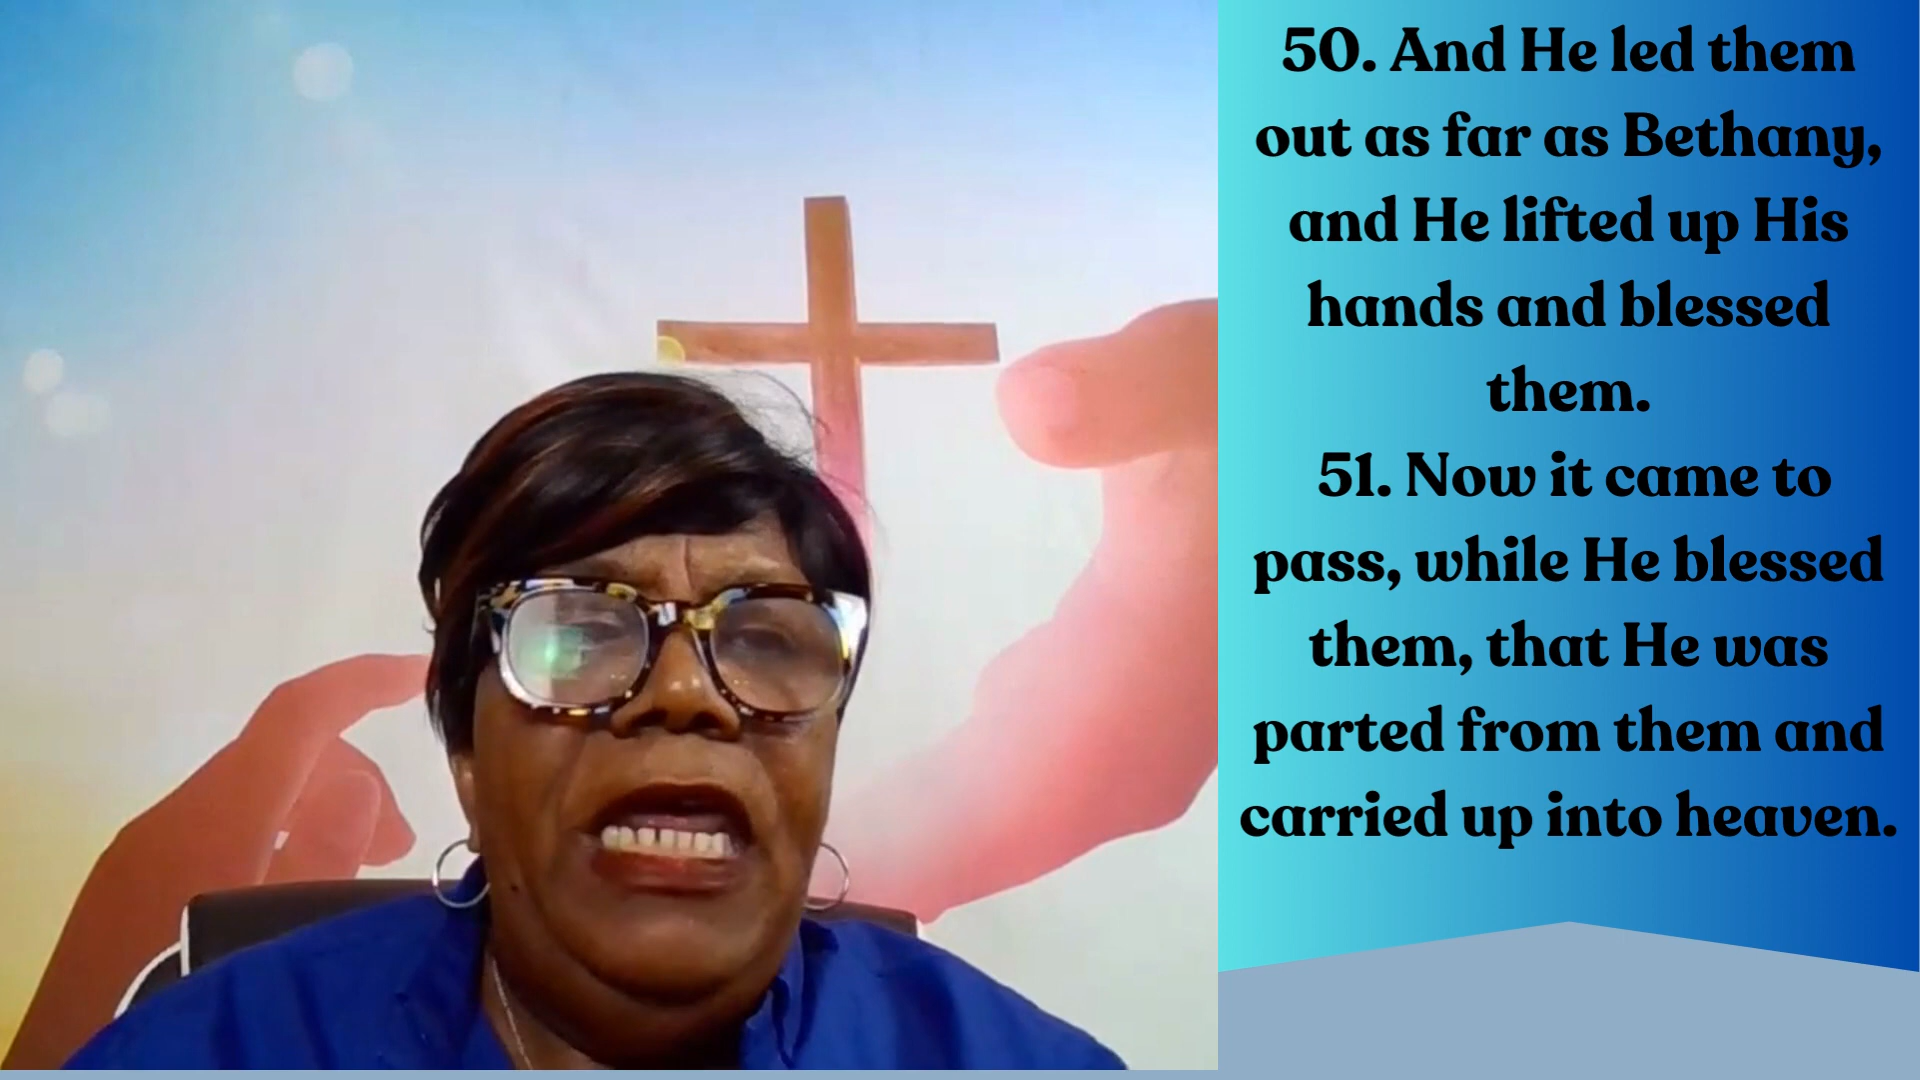 50. And He led them
out as far as Bethany,
and He lifted up His
hands and blessed
them.
51. Now it came to
pass, while He blessed
them, that He was
parted from them and
carried up into heaven.